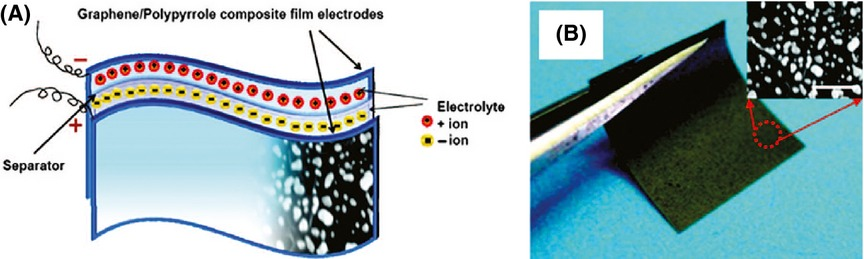 (A)
Graphene/Polypyrrole composite film electrodes
−
+
Separator
Electrolyte
+ ion
− ion
(B)